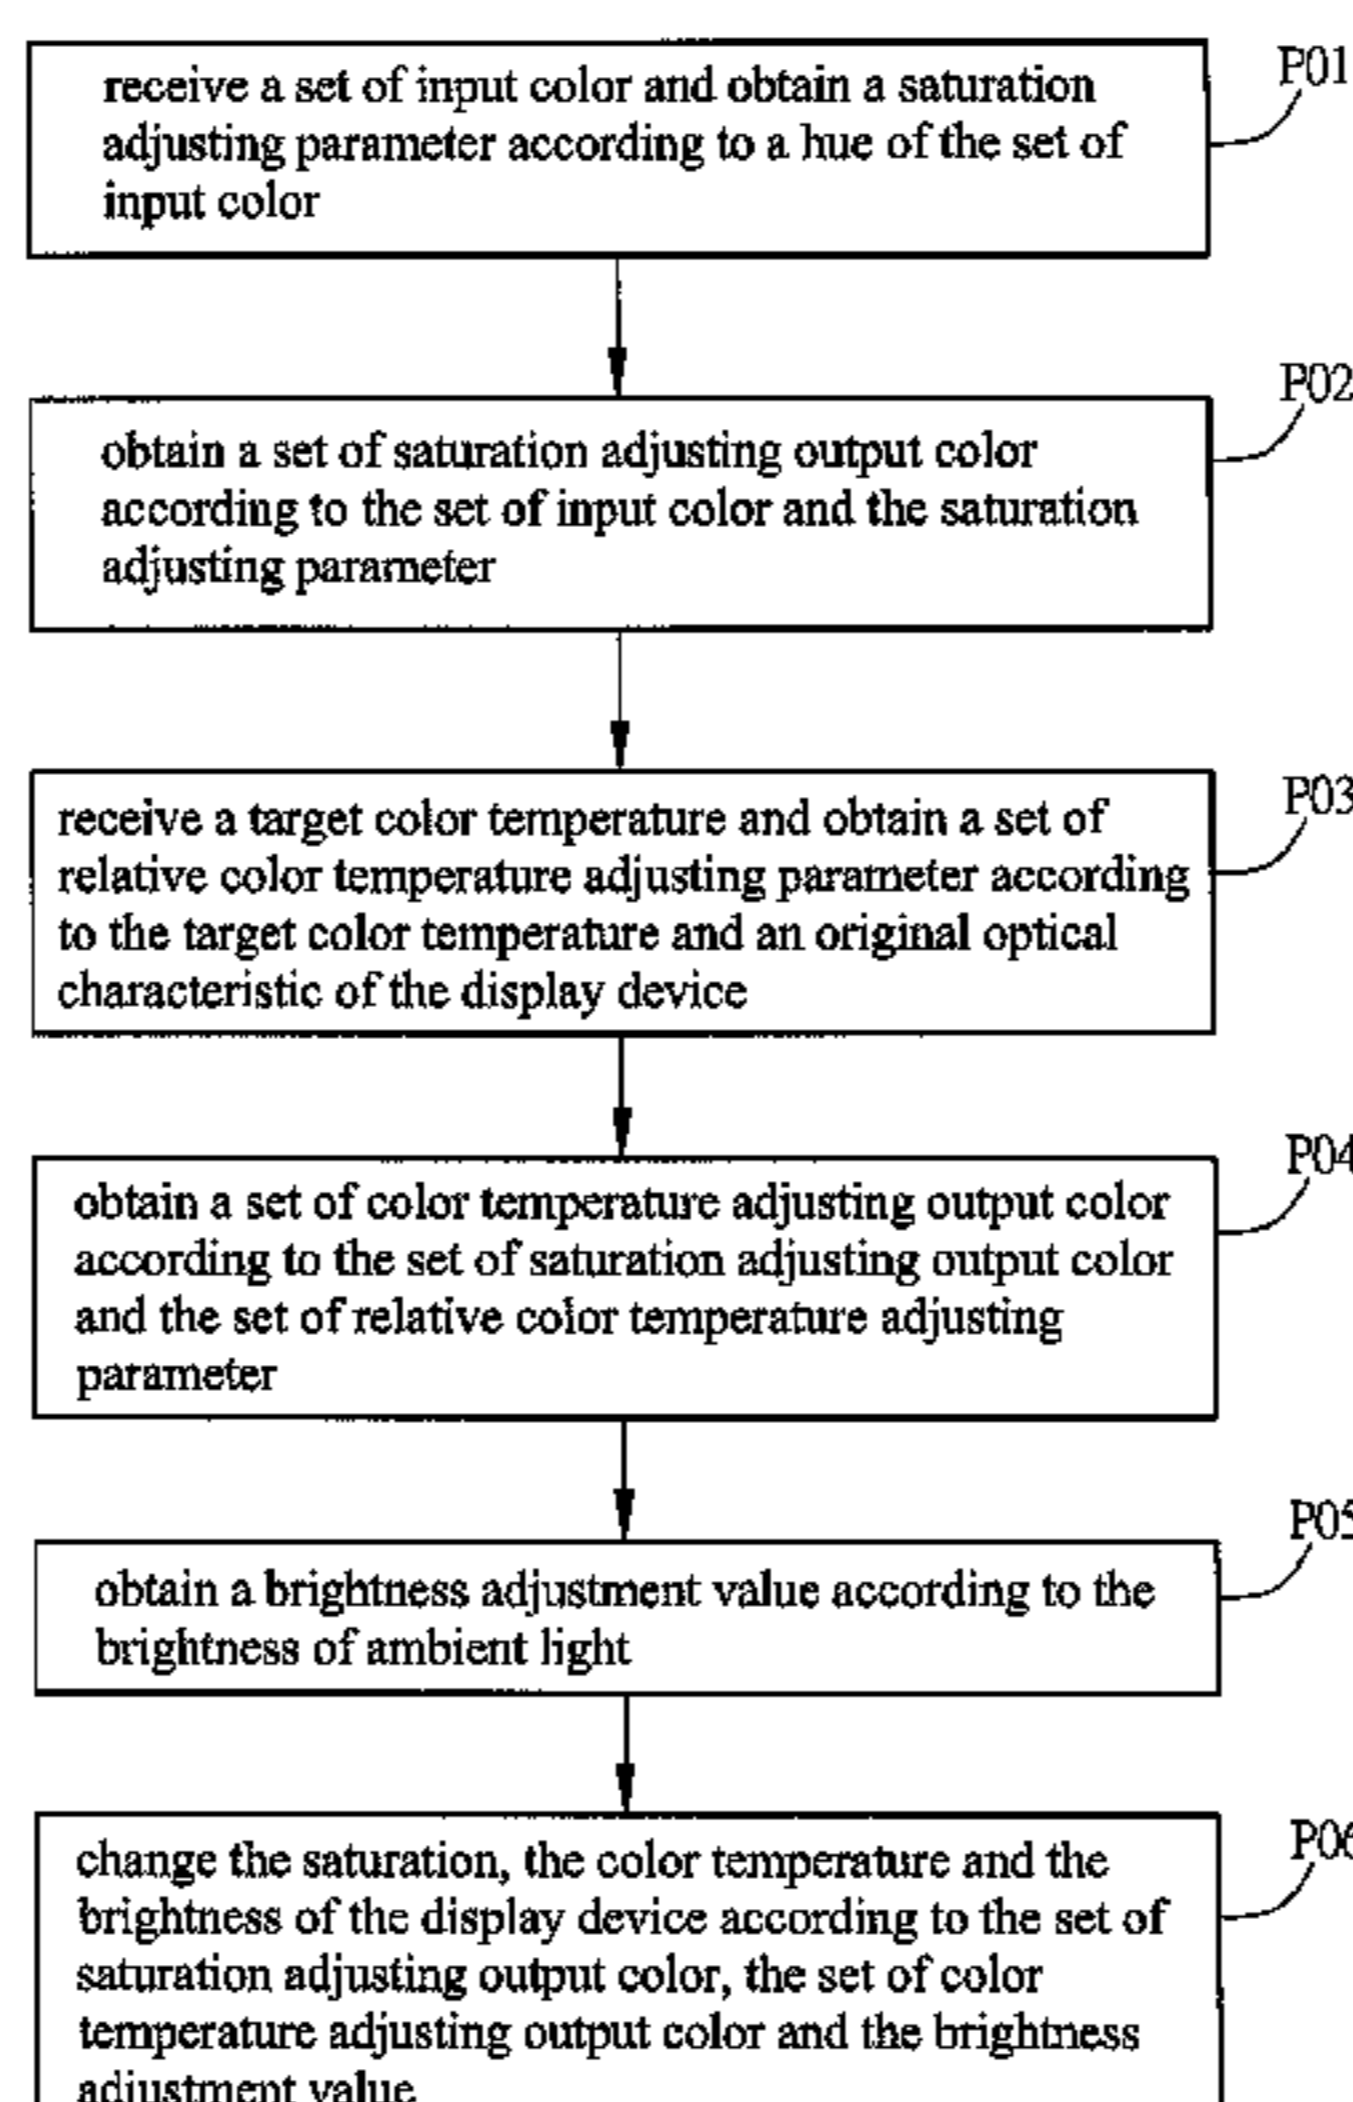 receive a set of input color and obtain a saturation
adjusting parameter according to a hue of the set of
input color
P01
obtain a set of saturation adjusting output color
according to the set of input color and the saturation
adjusting parameter
P02
receive a target color temperature and obtain a set of
relative color temperature adjusting parameter according
to the target color temperature and an original optical
characteristic of the display device
P03
obtain a set of color temperature adjusting output color
according to the set of saturation adjusting output color
and the set of relative color temperature adjusting
parameter
P04
obtain a brightness adjustment value according to the
brightness of ambient light
P05
change the saturation, the color temperature and the
brightness of the display device according to the set of
saturation adjusting output color, the set of color
temperature adjusting output color and the brightness
adjustment value
P06